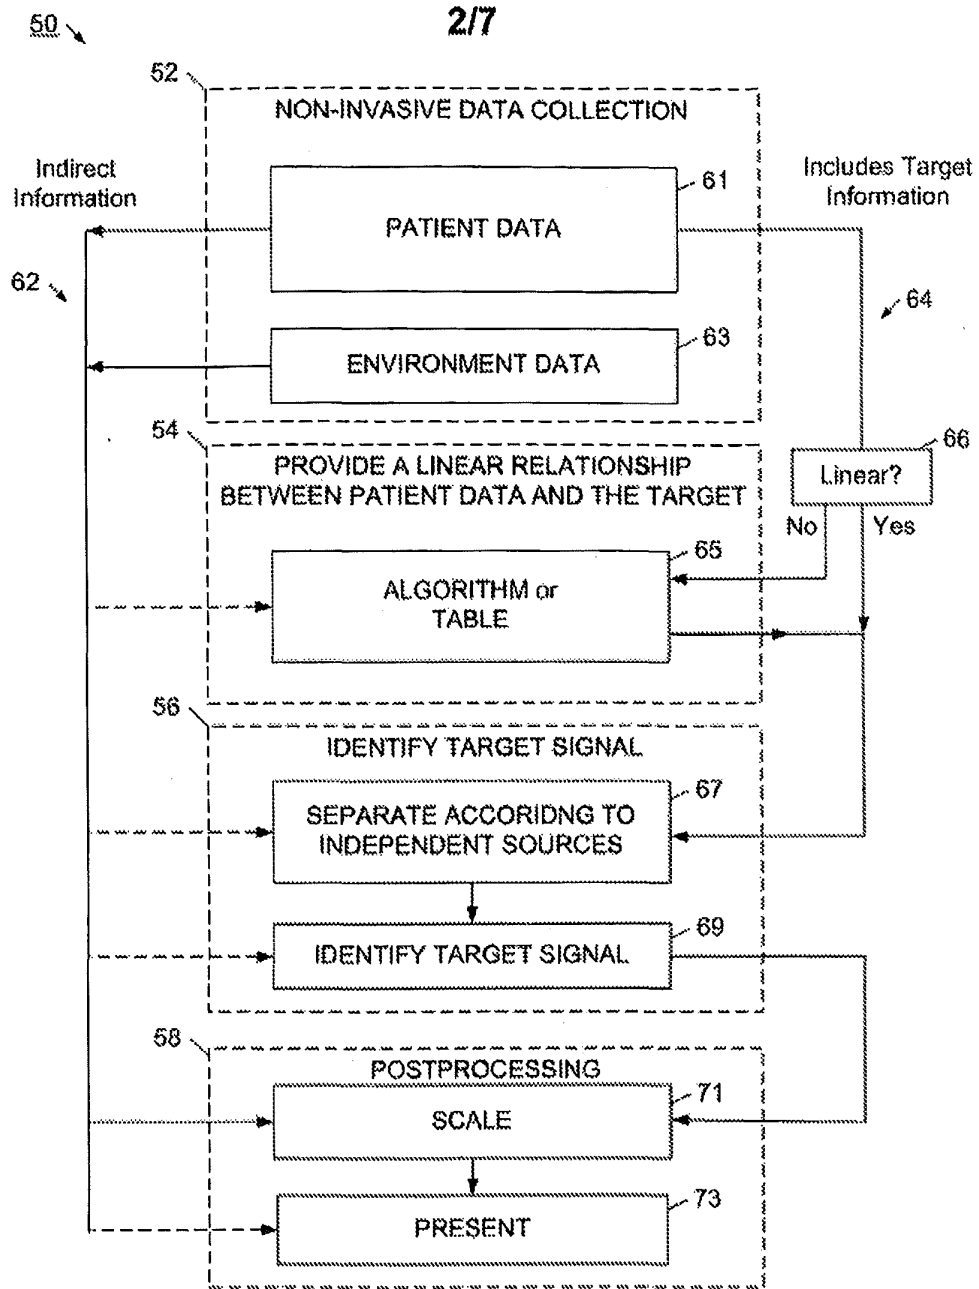 50
2/7
52
NON-INVASIVE DATA COLLECTION
Indirect
Information
Includes Target
Information
61
PATIENT DATA
62
64
63
ENVIRONMENT DATA
54
66
PROVIDE A LINEAR RELATIONSHIP
BETWEEN PATIENT DATA AND THE TARGET
Linear?
No
Yes
65
ALGORITHM or
TABLE
56
IDENTIFY TARGET SIGNAL
67
SEPARATE ACCORIDNG TO
INDEPENDENT SOURCES
69
IDENTIFY TARGET SIGNAL
58
POSTPROCESSING
71
SCALE
73
PRESENT